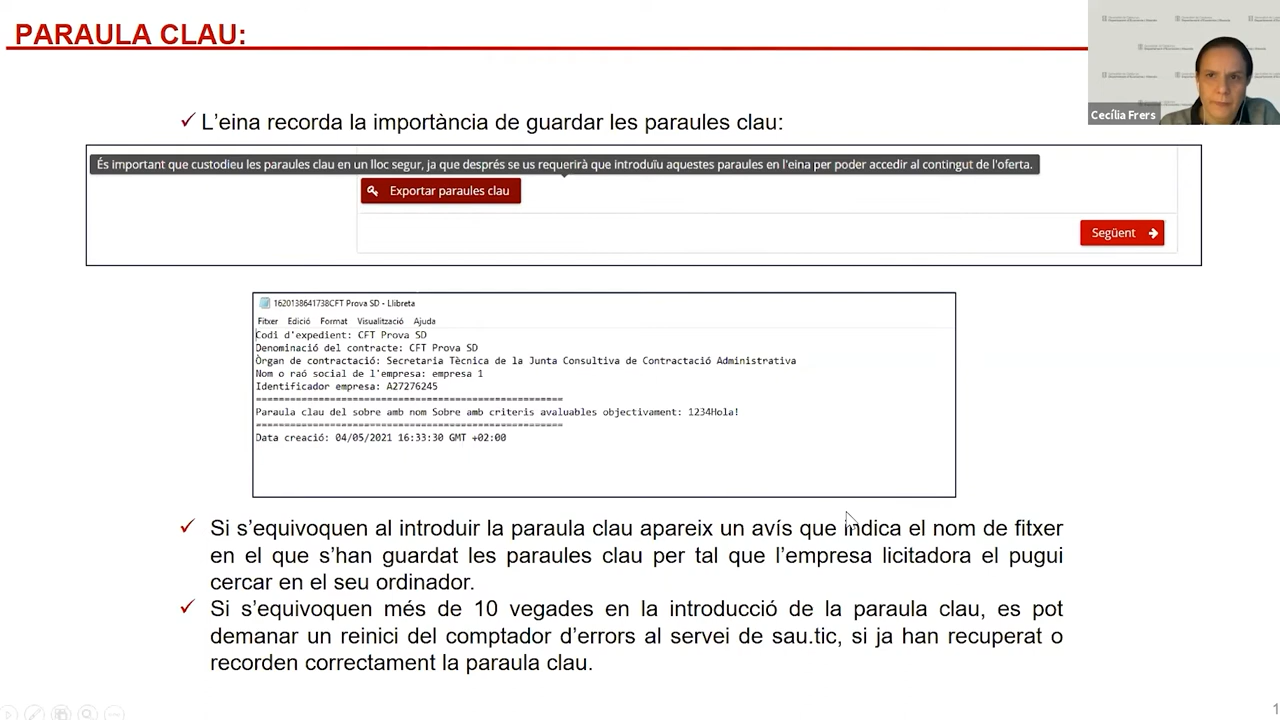 PARAULA CLAU:
Cecília Frers
✓ L’eina recorda la importància de guardar les paraules clau:
És important que custodieu les paraules clau en un lloc segur, ja que després se us requerirà que introduïu aquestes paraules en l'eina per poder accedir al contingut de l'oferta.
Exportar paraules clau
Següent
1620138641738CFT Prova SD - Llibreta
Fitxer Edició Format Visualització Ajuda
Codi d'expedient: CFT Prova SD
Denominació del contracte: CFT Prova SD
Òrgan de contractació: Secretaria Tècnica de la Junta Consultiva de Contractació Administrativa
Nom o raó social de l'empresa: empresa 1
Identificador empresa: A27276245
==================================================
Paraula clau del sobre amb nom Sobre amb criteris avaluables objectivament: 1234Hola!
==================================================
Data creació: 04/05/2021 16:33:30 GMT +02:00
✓ Si s’equivoquen al introduir la paraula clau apareix un avís que indica el nom de fitxer
en el que s’han guardat les paraules clau per tal que l’empresa licitadora el pugui
cercar en el seu ordinador.
✓ Si s’equivoquen més de 10 vegades en la introducció de la paraula clau, es pot
demanar un reinici del comptador d’errors al servei de sau.tic, si ja han recuperat o
recorden correctament la paraula clau.
1